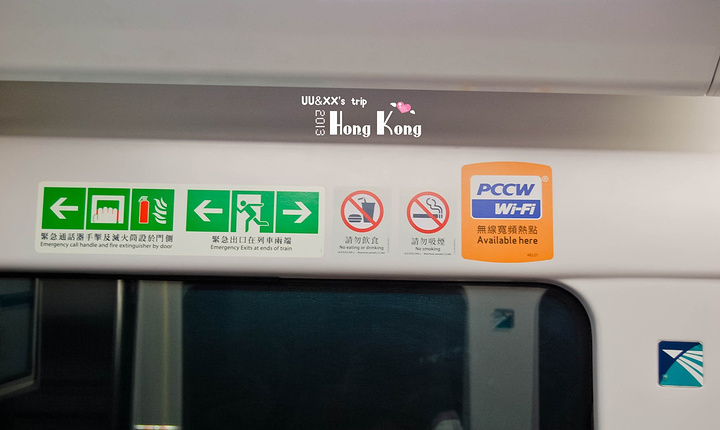 UU&XX's trip
2013 Hong Kong
緊急通話器手掣及滅火筒設於門側
Emergency call handle and fire extinguisher by door
緊急出口在列車兩端
Emergency Exits at ends of train
請勿飲食
No eating or drinking
請勿吸煙
No smoking
PCCW
Wi-Fi
無線寬頻熱點
Available here